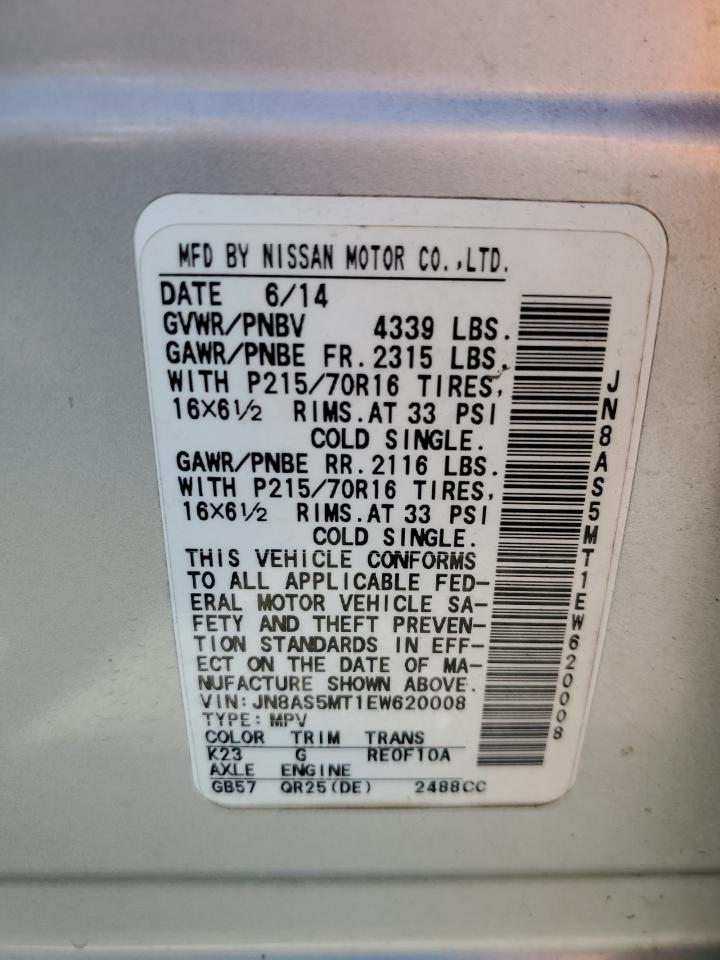 MFD BY NISSAN MOTOR CO.,LTD.
DATE 6/14
GVWR/PNBV 4339 LBS.
GAWR/PNBE FR. 2315 LBS.
WITH P215/70R16 TIRES,
16X6½ RIMS. AT 33 PSI
COLD SINGLE.
GAWR/PNBE RR. 2116 LBS.
WITH P215/70R16 TIRES,
16X6½ RIMS. AT 33 PSI
COLD SINGLE.
THIS VEHICLE CONFORMS
TO ALL APPLICABLE FED-
ERAL MOTOR VEHICLE SA-
FETY AND THEFT PREVEN-
TION STANDARDS IN EFF-
ECT ON THE DATE OF MA-
NUFACTURE SHOWN ABOVE.
VIN: JN8AS5MT1EW620008
TYPE: MPV
COLOR TRIM TRANS
K23 G RE0F10A
AXLE ENGINE
GB57 QR25(DE) 2488CC
JN8AS5MT1EW620008